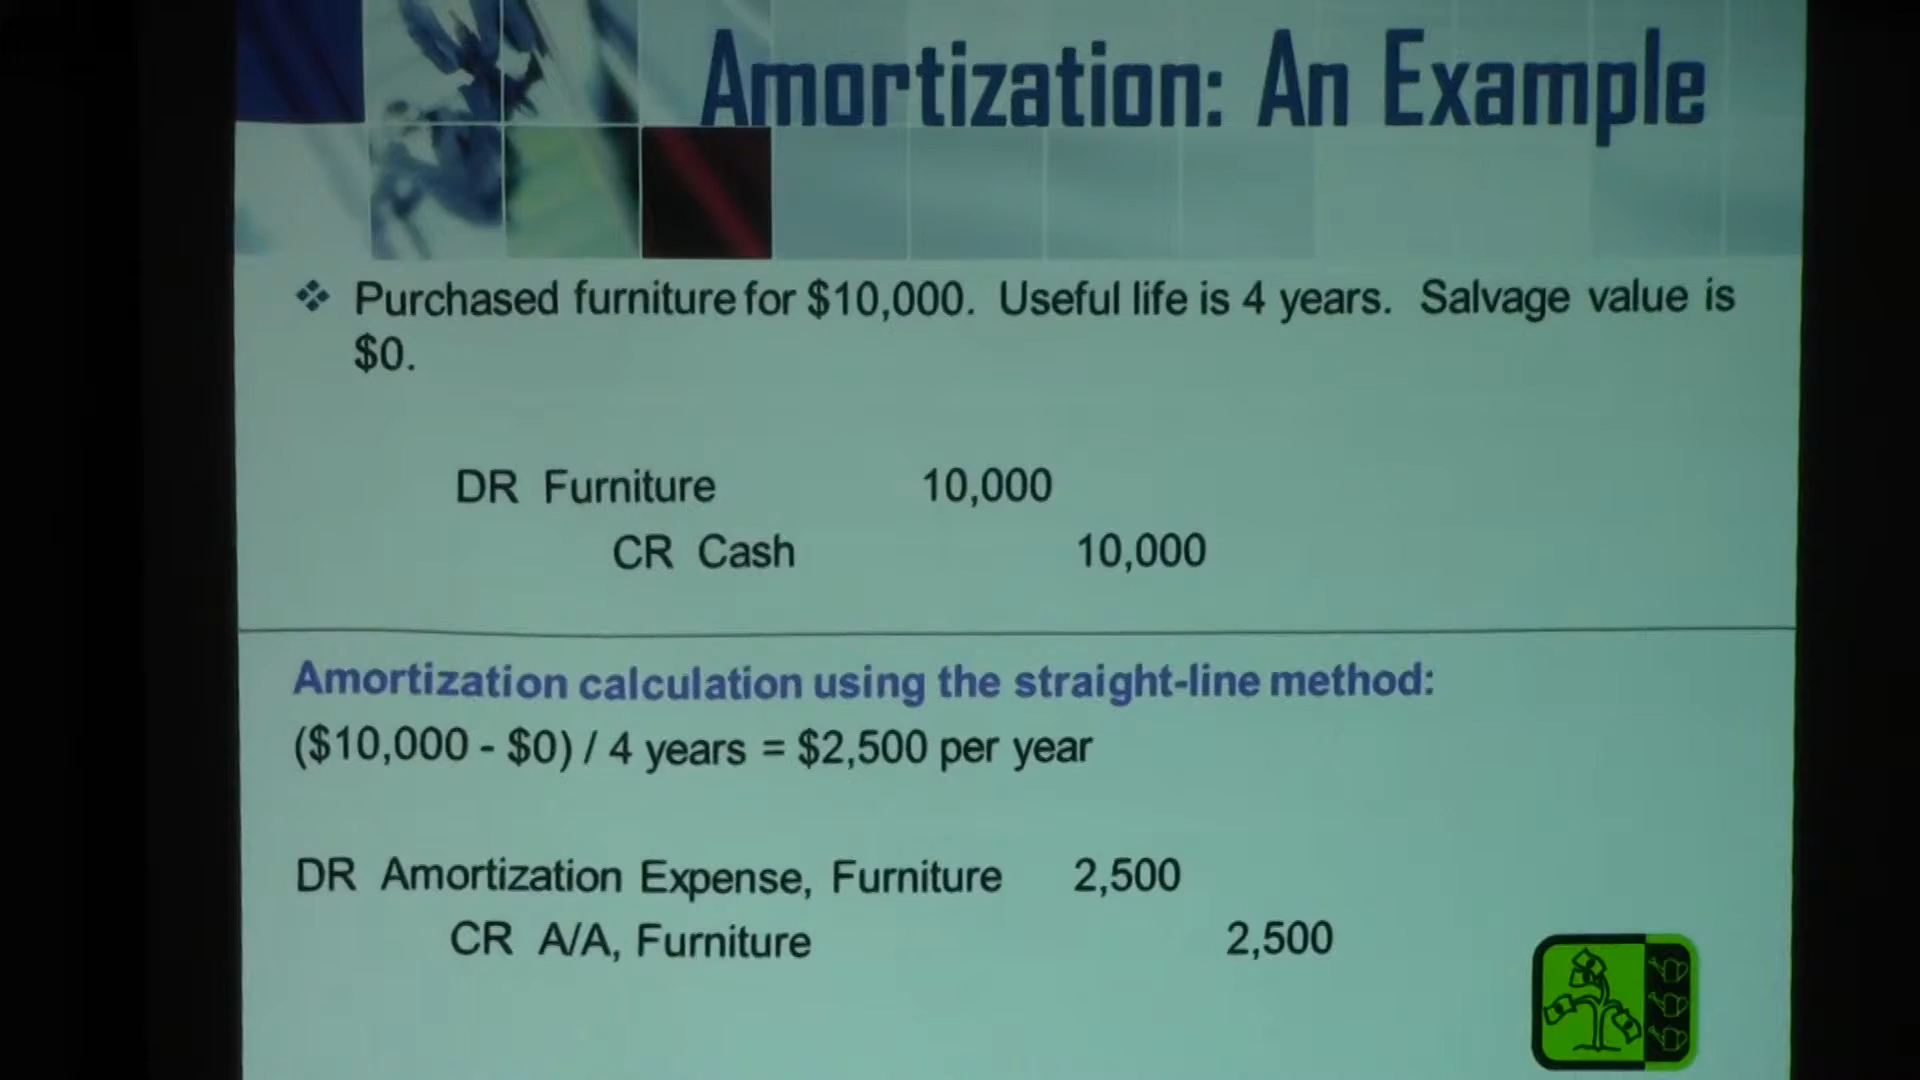 Amortization: An Example
Purchased furniture for $10,000. Useful life is 4 years. Salvage value is
$0.
DR Furniture 10,000
CR Cash 10,000
Amortization calculation using the straight-line method:
($10,000 - $0) / 4 years = $2,500 per year
DR Amortization Expense, Furniture 2,500
CR A/A, Furniture 2,500